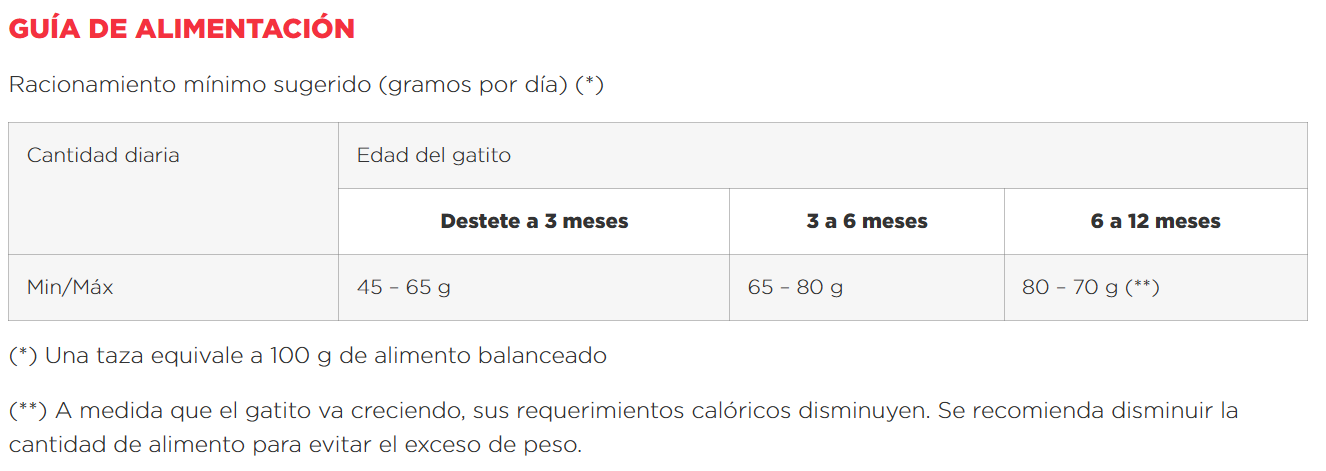 GUÍA DE ALIMENTACIÓN
Racionamiento mínimo sugerido (gramos por día) (*)
Cantidad diaria
Edad del gatito
Destete a 3 meses
3 a 6 meses
6 a 12 meses
Min/Máx
45 – 65 g
65 – 80 g
80 – 70 g (**)
(*) Una taza equivale a 100 g de alimento balanceado
(**) A medida que el gatito va creciendo, sus requerimientos calóricos disminuyen. Se recomienda disminuir la
cantidad de alimento para evitar el exceso de peso.